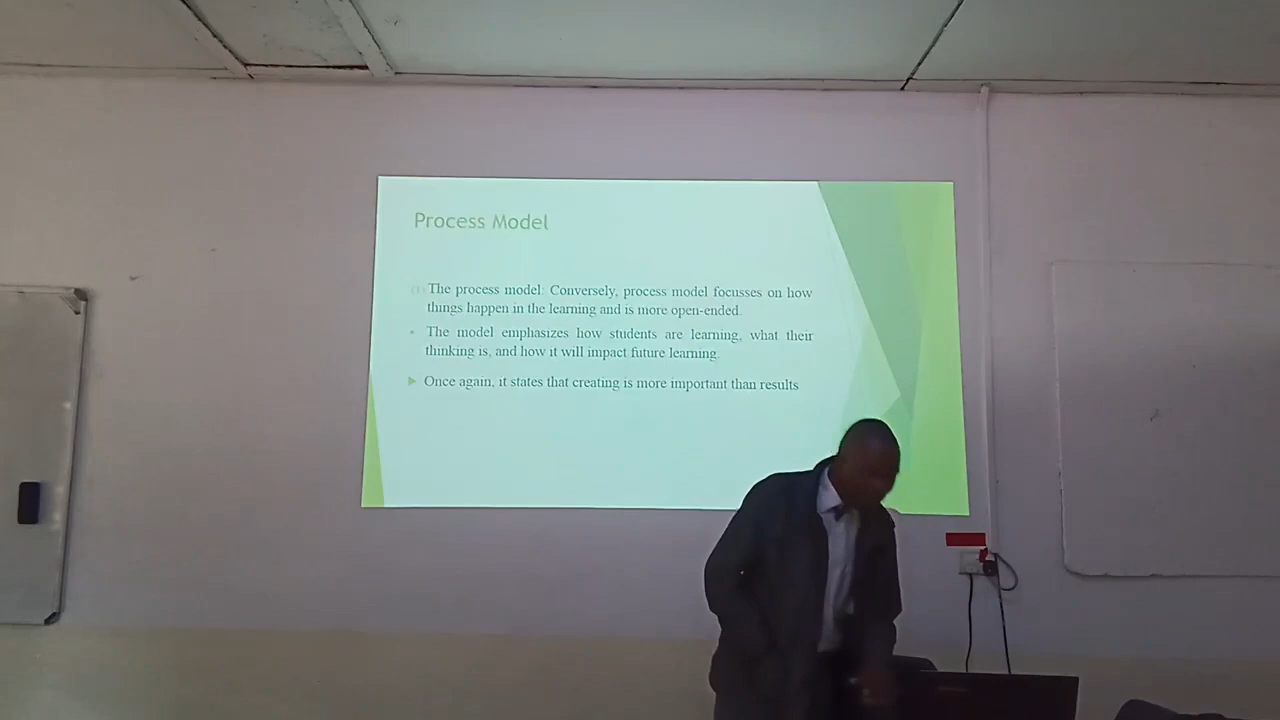 Process Model
The process model: Conversely, process model focusses on how
things happen in the learning and is more open-ended.
The model emphasizes how students are learning, what their
thinking is, and how it will impact future learning.
Once again, it states that creating is more important than results